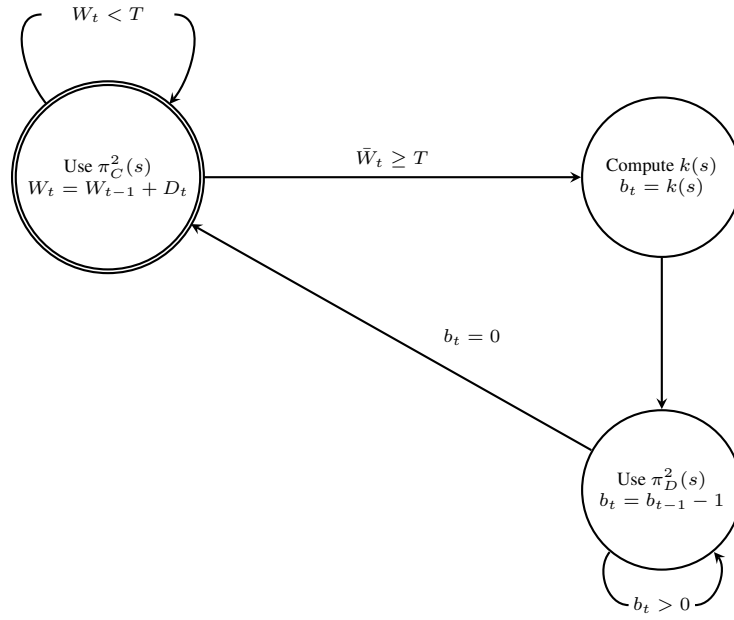 W_t < T
Use π_C^2(s)
W_t = W_{t−1} + D_t
W̄_t ≥ T
Compute k(s)
b_t = k(s)
b_t = 0
Use π_D^2(s)
b_t = b_{t−1} − 1
b_t > 0